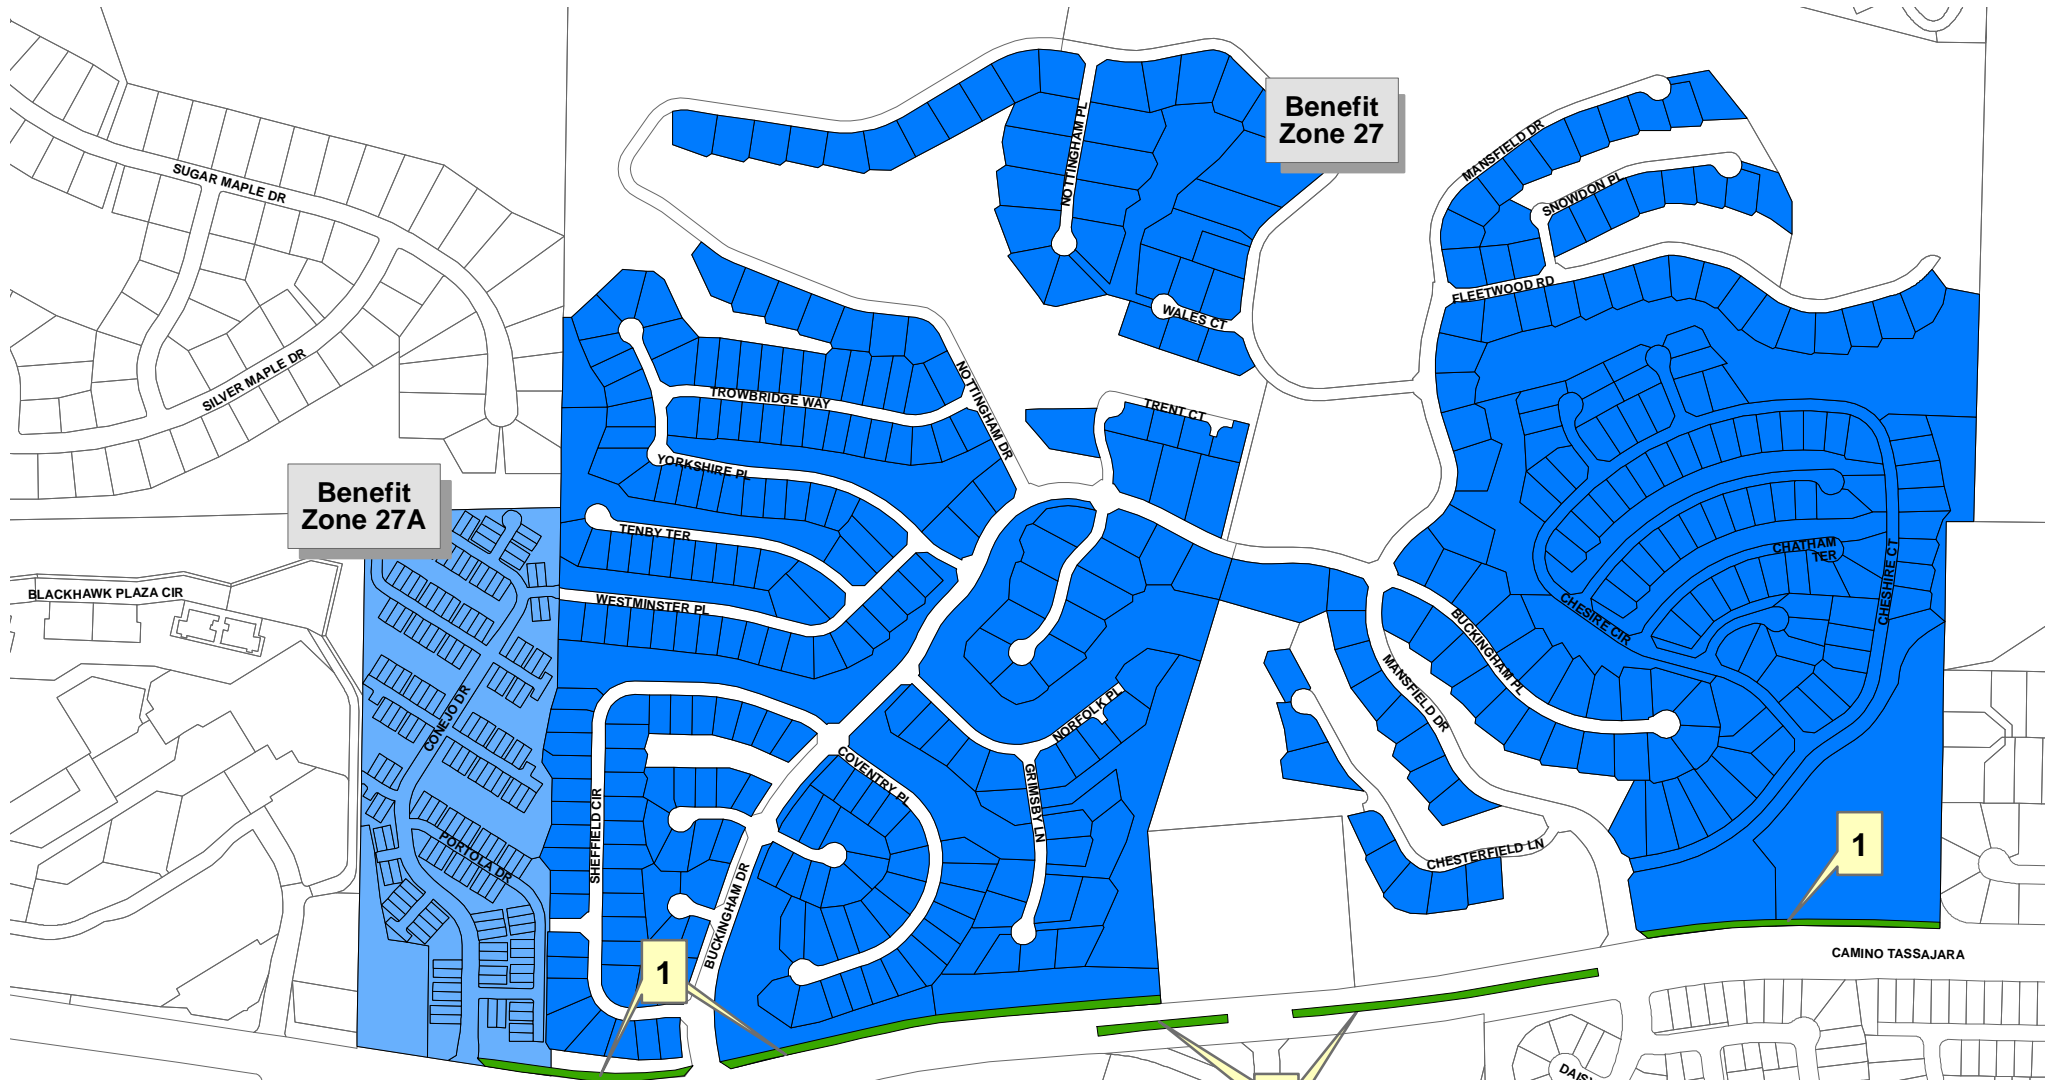 Benefit
Zone 27
MANSFIELD DR
NOTTINGHAM PL
SUGAR MAPLE DR
SNOWDON PL
FLEETWOOD RD
WALES CT
SILVER MAPLE DR
NOTTINGHAM DR
TROWBRIDGE WAY
TRENT CT
YORKSHIRE PL
Benefit
Zone 27A
TENBY TER
CHATHAM
TER
CHESHIRE CT
BLACKHAWK PLAZA CIR
WESTMINSTER PL
CHESIRE CIR
BUCKINGHAM PL
MANSFIELD DR
NORFOLK PL
CONEJO DR
COVENTRY PL
GRIMSBY LN
SHEFFIELD CIR
PORTOLA DR
CHESTERFIELD LN
1
BUCKINGHAM DR
CAMINO TASSAJARA
1